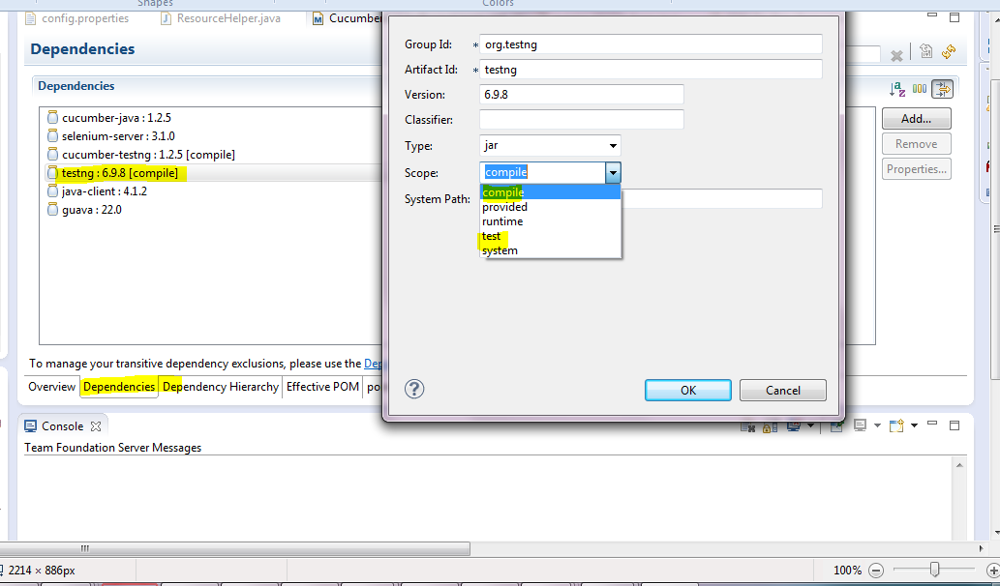 Shapes
Colors
config.properties
ResourceHelper.java
Cucumber
Dependencies
Dependencies
cucumber-java : 1.2.5
selenium-server : 3.1.0
cucumber-testng : 1.2.5 [compile]
testng : 6.9.8 [compile]
java-client : 4.1.2
guava : 22.0
Add...
Remove
Properties...
Group Id: * org.testng
Artifact Id: * testng
Version: 6.9.8
Classifier:
Type: jar
Scope: compile
compile
provided
runtime
test
system
System Path:
OK
Cancel
To manage your transitive dependency exclusions, please use the Dep
Overview Dependencies Dependency Hierarchy Effective POM po
Console
Team Foundation Server Messages
2214 × 886px
100%